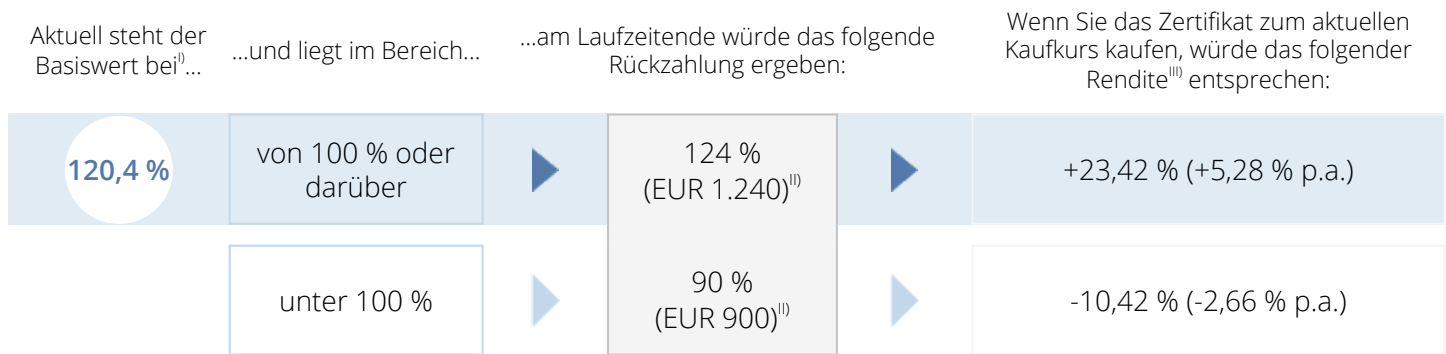 Aktuell steht der
Basiswert bei^I)...
...und liegt im Bereich...
...am Laufzeitende würde das folgende
Rückzahlung ergeben:
Wenn Sie das Zertifikat zum aktuellen
Kaufkurs kaufen, würde das folgender
Rendite^III) entsprechen:
120,4 %
von 100 % oder
darüber
124 %
(EUR 1.240)^II)
+23,42 % (+5,28 % p.a.)
unter 100 %
90 %
(EUR 900)^II)
-10,42 % (-2,66 % p.a.)